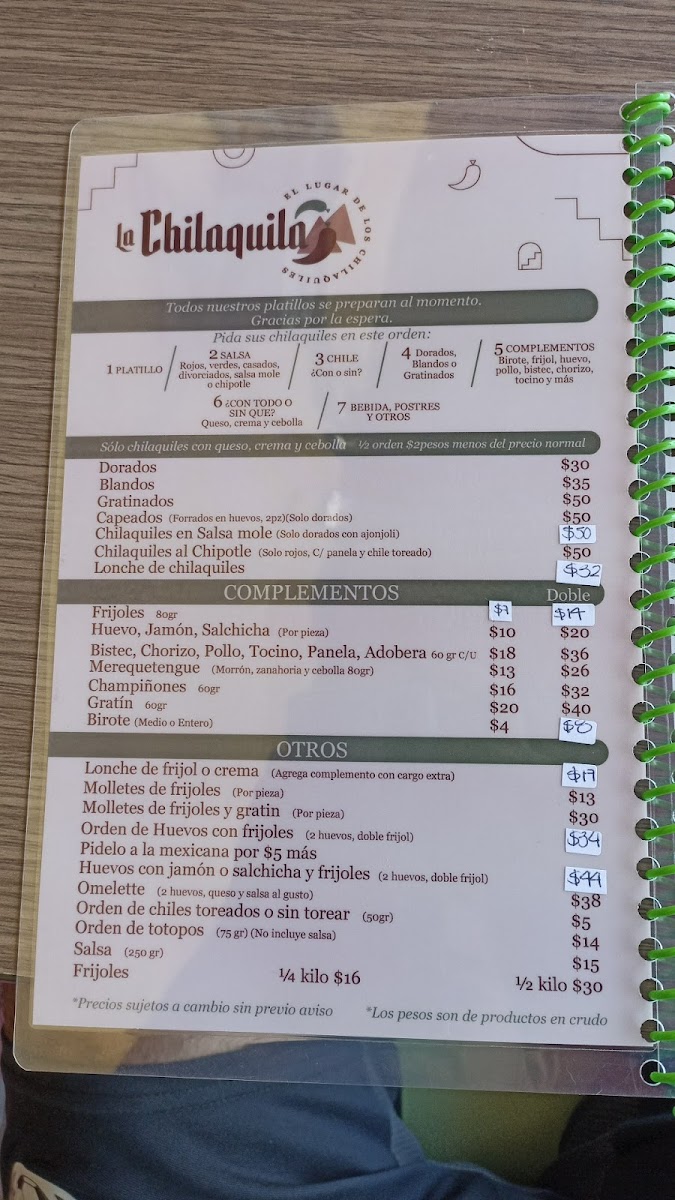 La Chilaquila
EL LUGAR DE LOS CHILAQUILES
Todos nuestros platillos se preparan al momento.
Gracias por la espera.
Pida sus chilaquiles en este orden:
1 PLATILLO
2 SALSA
Rojos, verdes, casados,
divorciados, salsa mole
o chipotle
3 CHILE
¿Con o sin?
4 Dorados,
Blandos o
Gratinados
5 COMPLEMENTOS
Birote, frijol, huevo,
pollo, bistec, chorizo,
tocino y más
6 ¿CON TODO O
SIN QUE?
Queso, crema y cebolla
7 BEBIDA, POSTRES
Y OTROS
Sólo chilaquiles con queso, crema y cebolla ½ orden $2pesos menos del precio normal
Dorados $30
Blandos $35
Gratinados $50
Capeados (Forrados en huevos, 2pz)(Solo dorados) $50
Chilaquiles en Salsa mole (Solo dorados con ajonjoli) $50
Chilaquiles al Chipotle (Solo rojos, C/ panela y chile toreado) $50
Lonche de chilaquiles $32
COMPLEMENTOS Doble
Frijoles 80gr $7 $14
Huevo, Jamón, Salchicha (Por pieza) $10 $20
Bistec, Chorizo, Pollo, Tocino, Panela, Adobera 60 gr C/U $18 $36
Merequetengue (Morrón, zanahoria y cebolla 80gr) $13 $26
Champiñones 60gr $16 $32
Gratín 60gr $20 $40
Birote (Medio o Entero) $4 $8
OTROS
Lonche de frijol o crema (Agrega complemento con cargo extra) $17
Molletes de frijoles (Por pieza) $13
Molletes de frijoles y gratin (Por pieza) $30
Orden de Huevos con frijoles (2 huevos, doble frijol) $34
Pidelo a la mexicana por $5 más
Huevos con jamón o salchicha y frijoles (2 huevos, doble frijol) $44
Omelette (2 huevos, queso y salsa al gusto) $38
Orden de chiles toreados o sin torear (50gr) $5
Orden de totopos (75 gr) (No incluye salsa) $14
Salsa (250 gr) $15
Frijoles ¼ kilo $16 ½ kilo $30
*Precios sujetos a cambio sin previo aviso *Los pesos son de productos en crudo